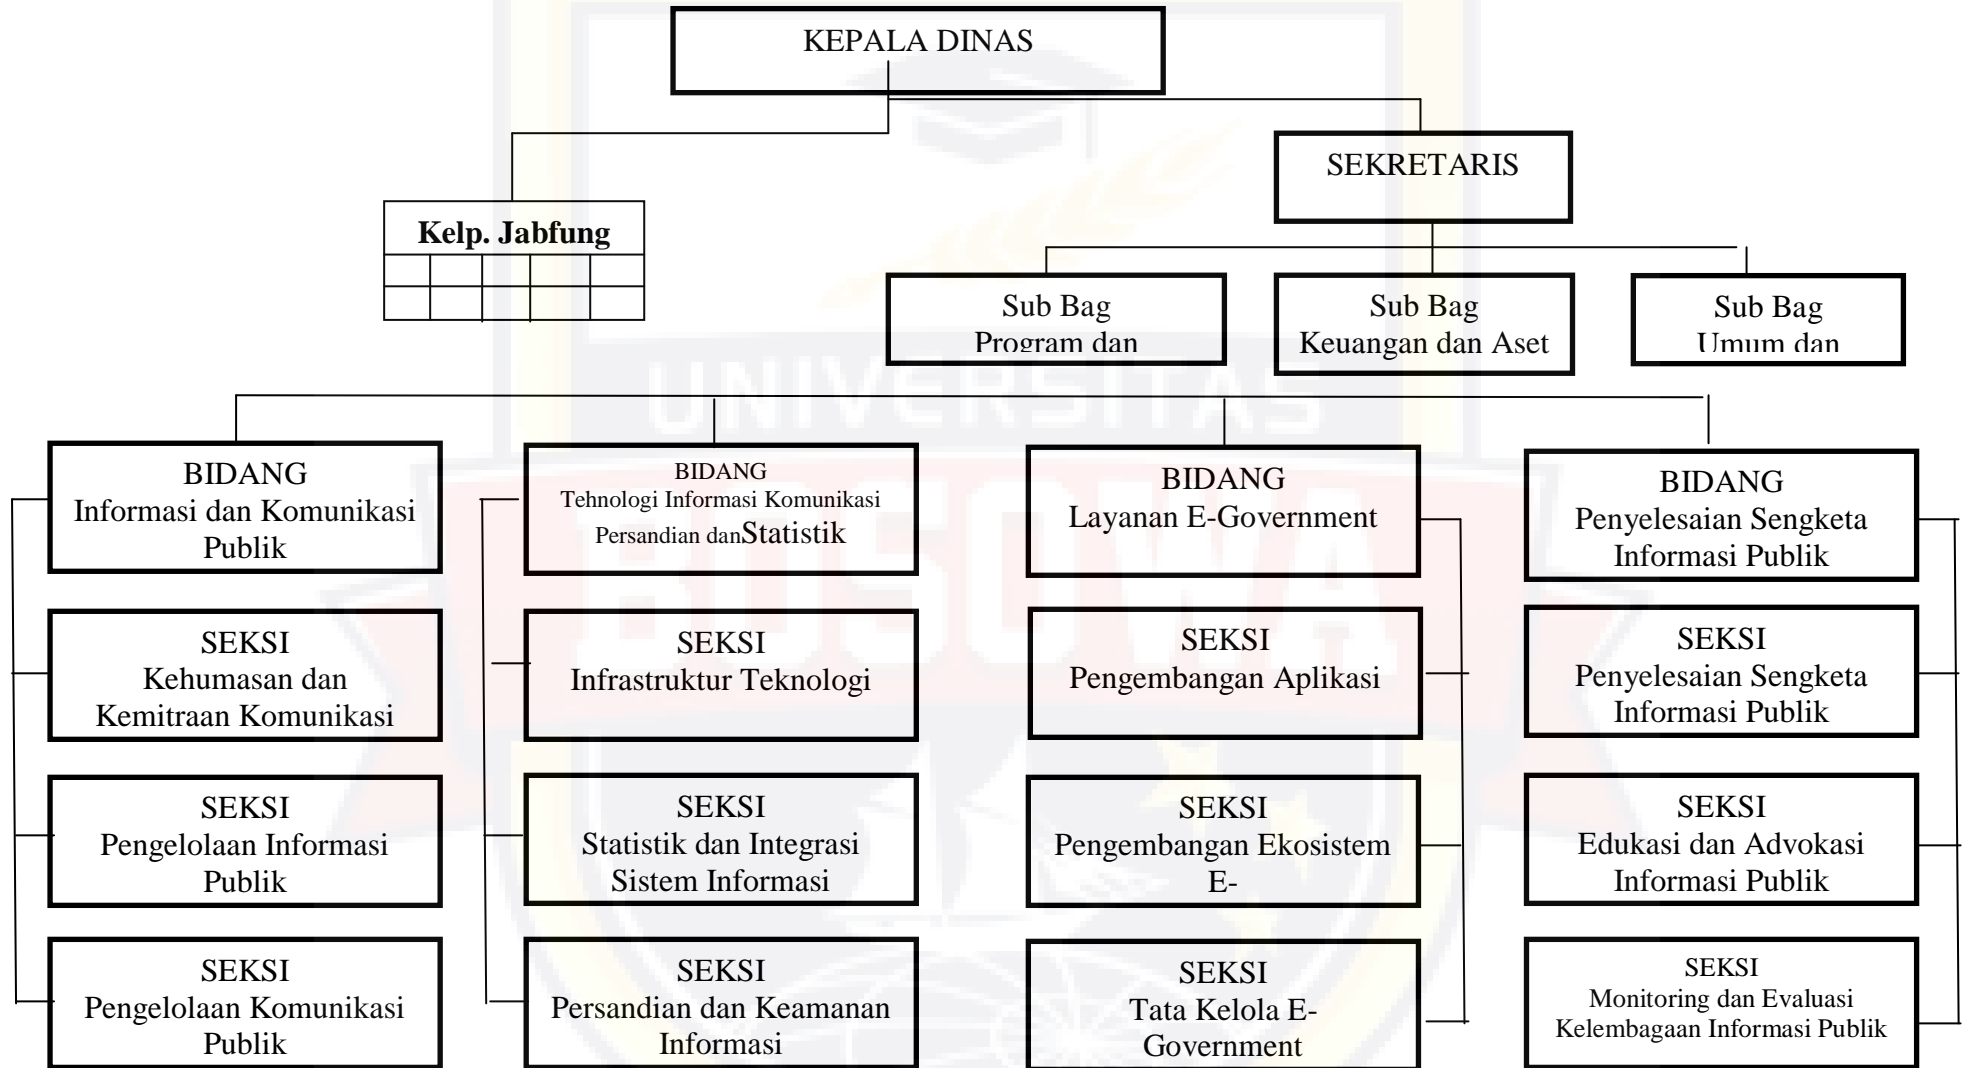 KEPALA DINAS
SEKRETARIS
Kelp. Jabfung
Sub Bag
Program dan
Sub Bag
Keuangan dan Aset
Sub Bag
Umum dan
UNIVERSITAS
BOSOWA
BIDANG
Informasi dan Komunikasi
Publik
BIDANG
Tehnologi Informasi Komunikasi
Persandian danStatistik
BIDANG
Layanan E-Government
BIDANG
Penyelesaian Sengketa
Informasi Publik
SEKSI
Kehumasan dan
Kemitraan Komunikasi
SEKSI
Infrastruktur Teknologi
SEKSI
Pengembangan Aplikasi
SEKSI
Penyelesaian Sengketa
Informasi Publik
SEKSI
Pengelolaan Informasi
Publik
SEKSI
Statistik dan Integrasi
Sistem Informasi
SEKSI
Pengembangan Ekosistem
E-
SEKSI
Edukasi dan Advokasi
Informasi Publik
SEKSI
Pengelolaan Komunikasi
Publik
SEKSI
Persandian dan Keamanan
Informasi
SEKSI
Tata Kelola E-
Government
SEKSI
Monitoring dan Evaluasi
Kelembagaan Informasi Publik